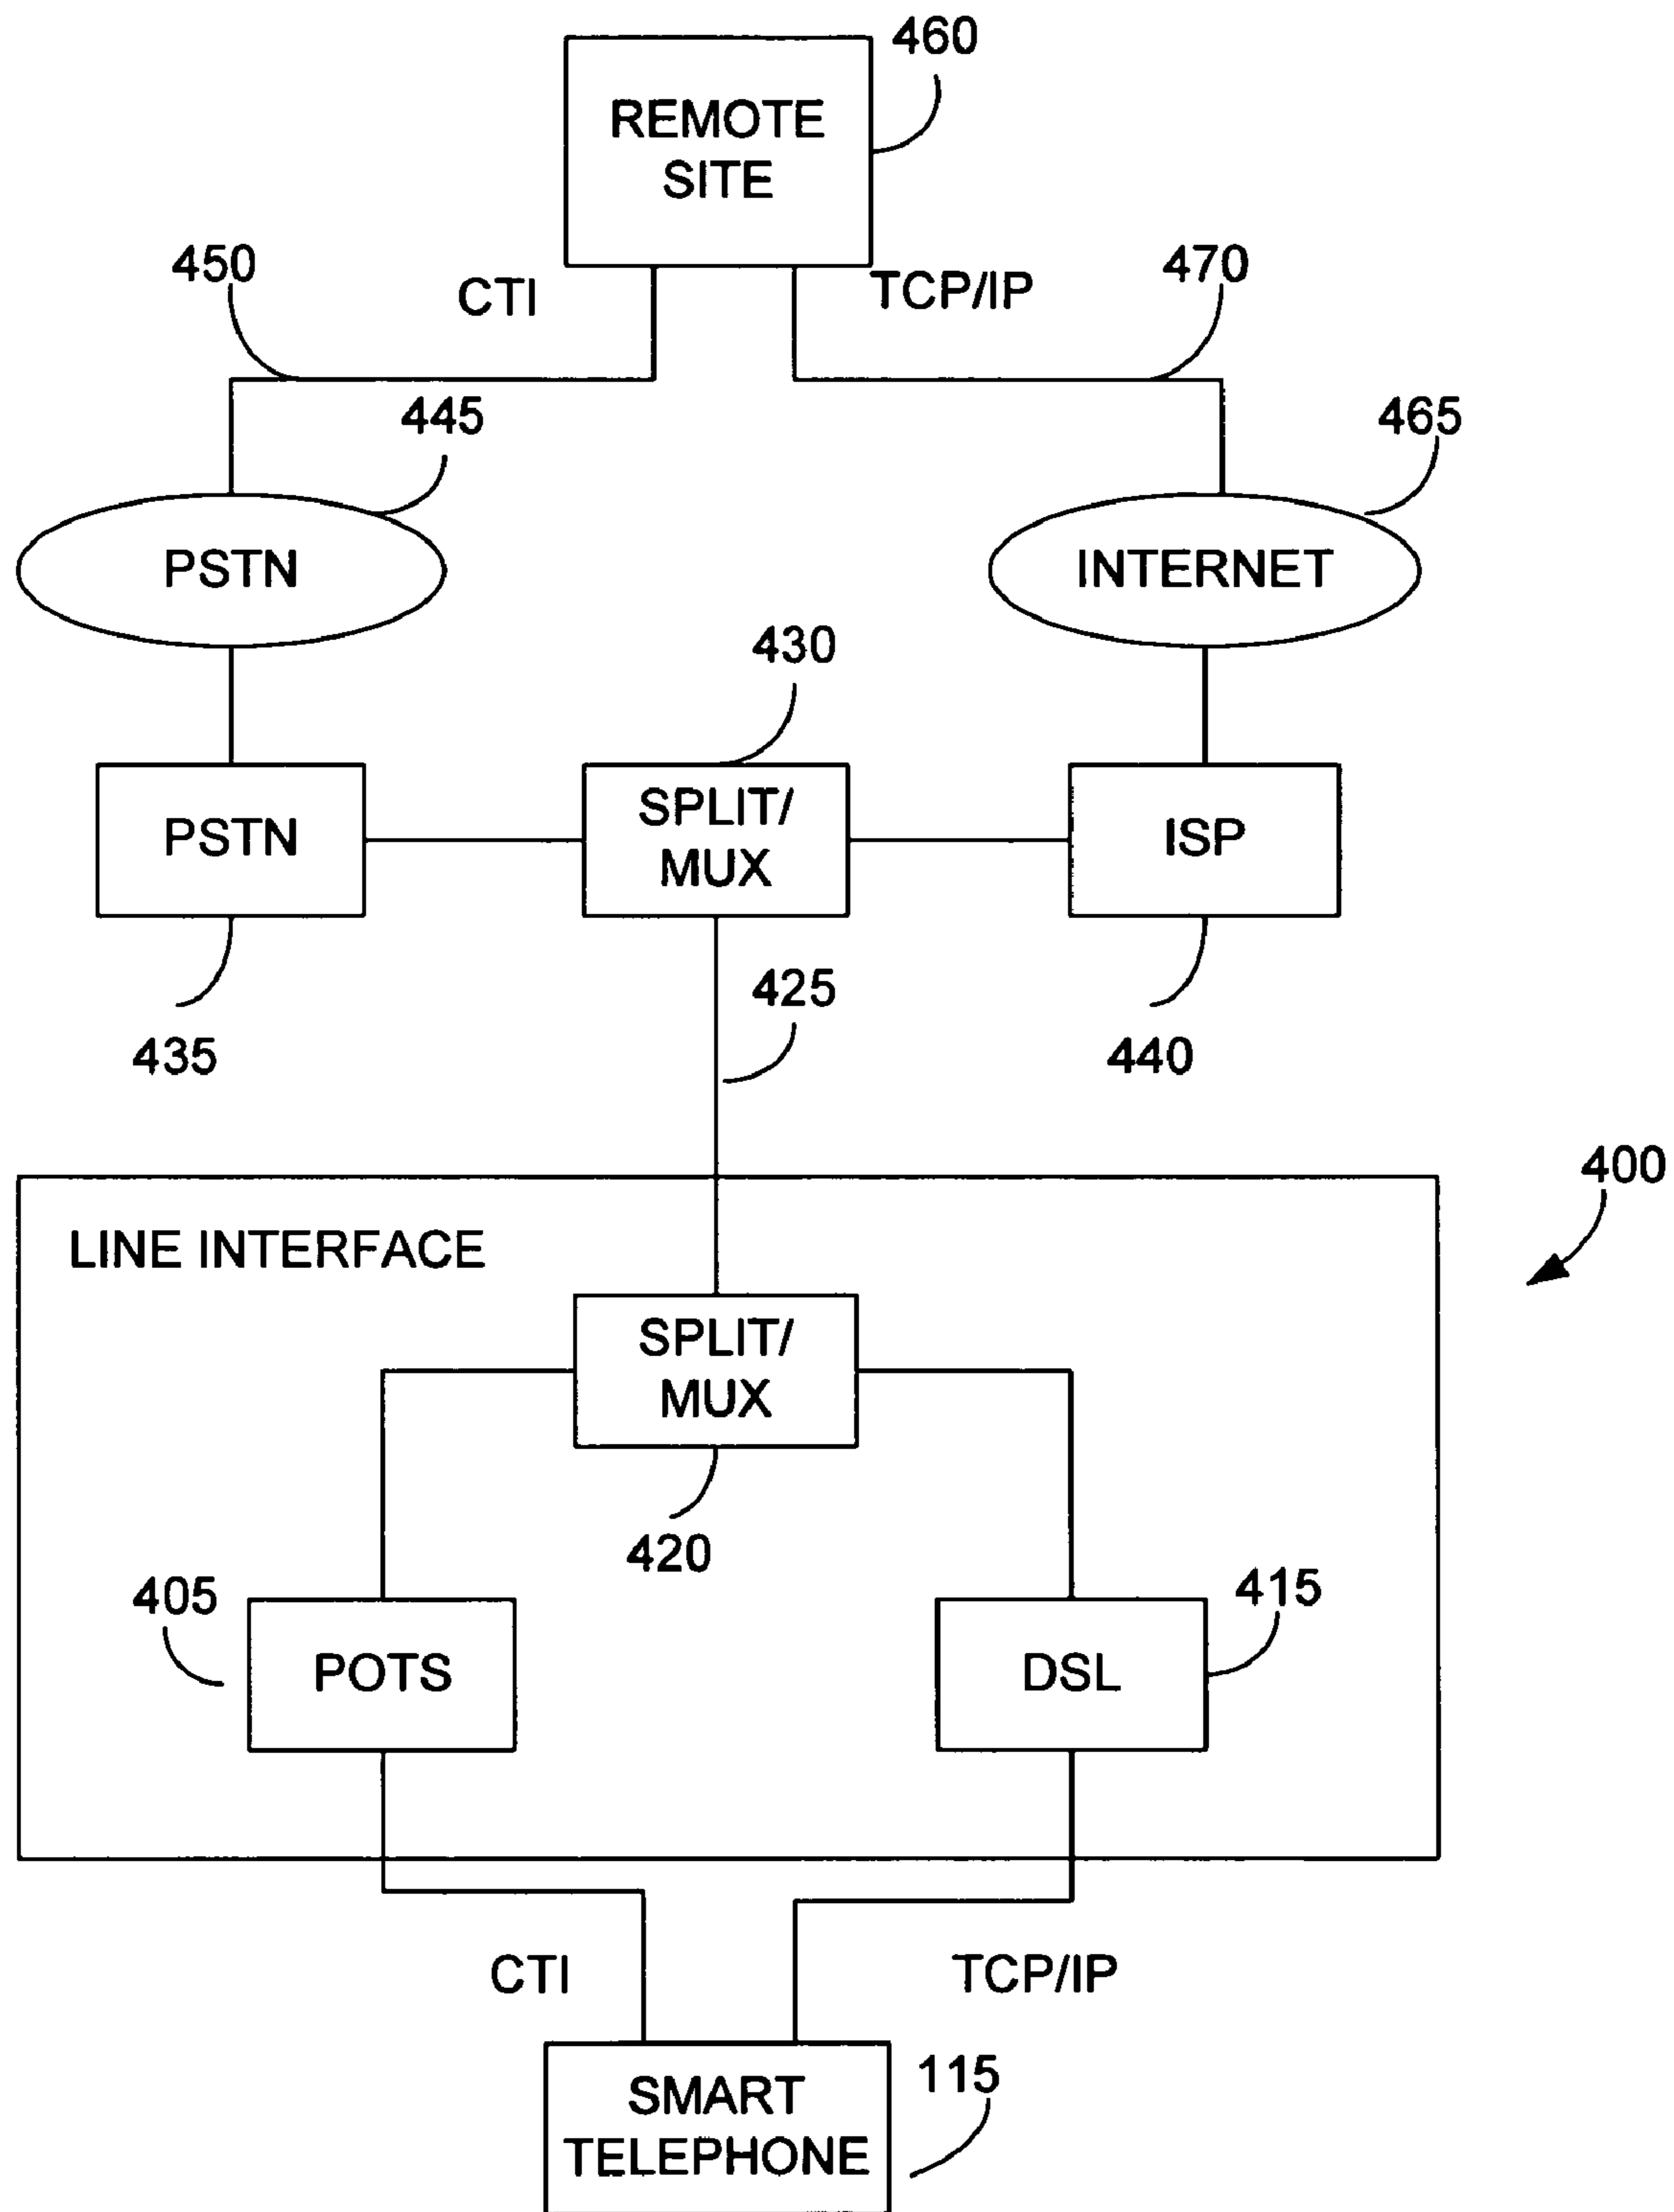 460
REMOTE
SITE
450
CTI
TCP/IP
470
445
465
PSTN
INTERNET
430
PSTN
SPLIT/
MUX
ISP
425
435
440
400
LINE INTERFACE
SPLIT/
MUX
420
405
415
POTS
DSL
CTI
TCP/IP
SMART
TELEPHONE
115